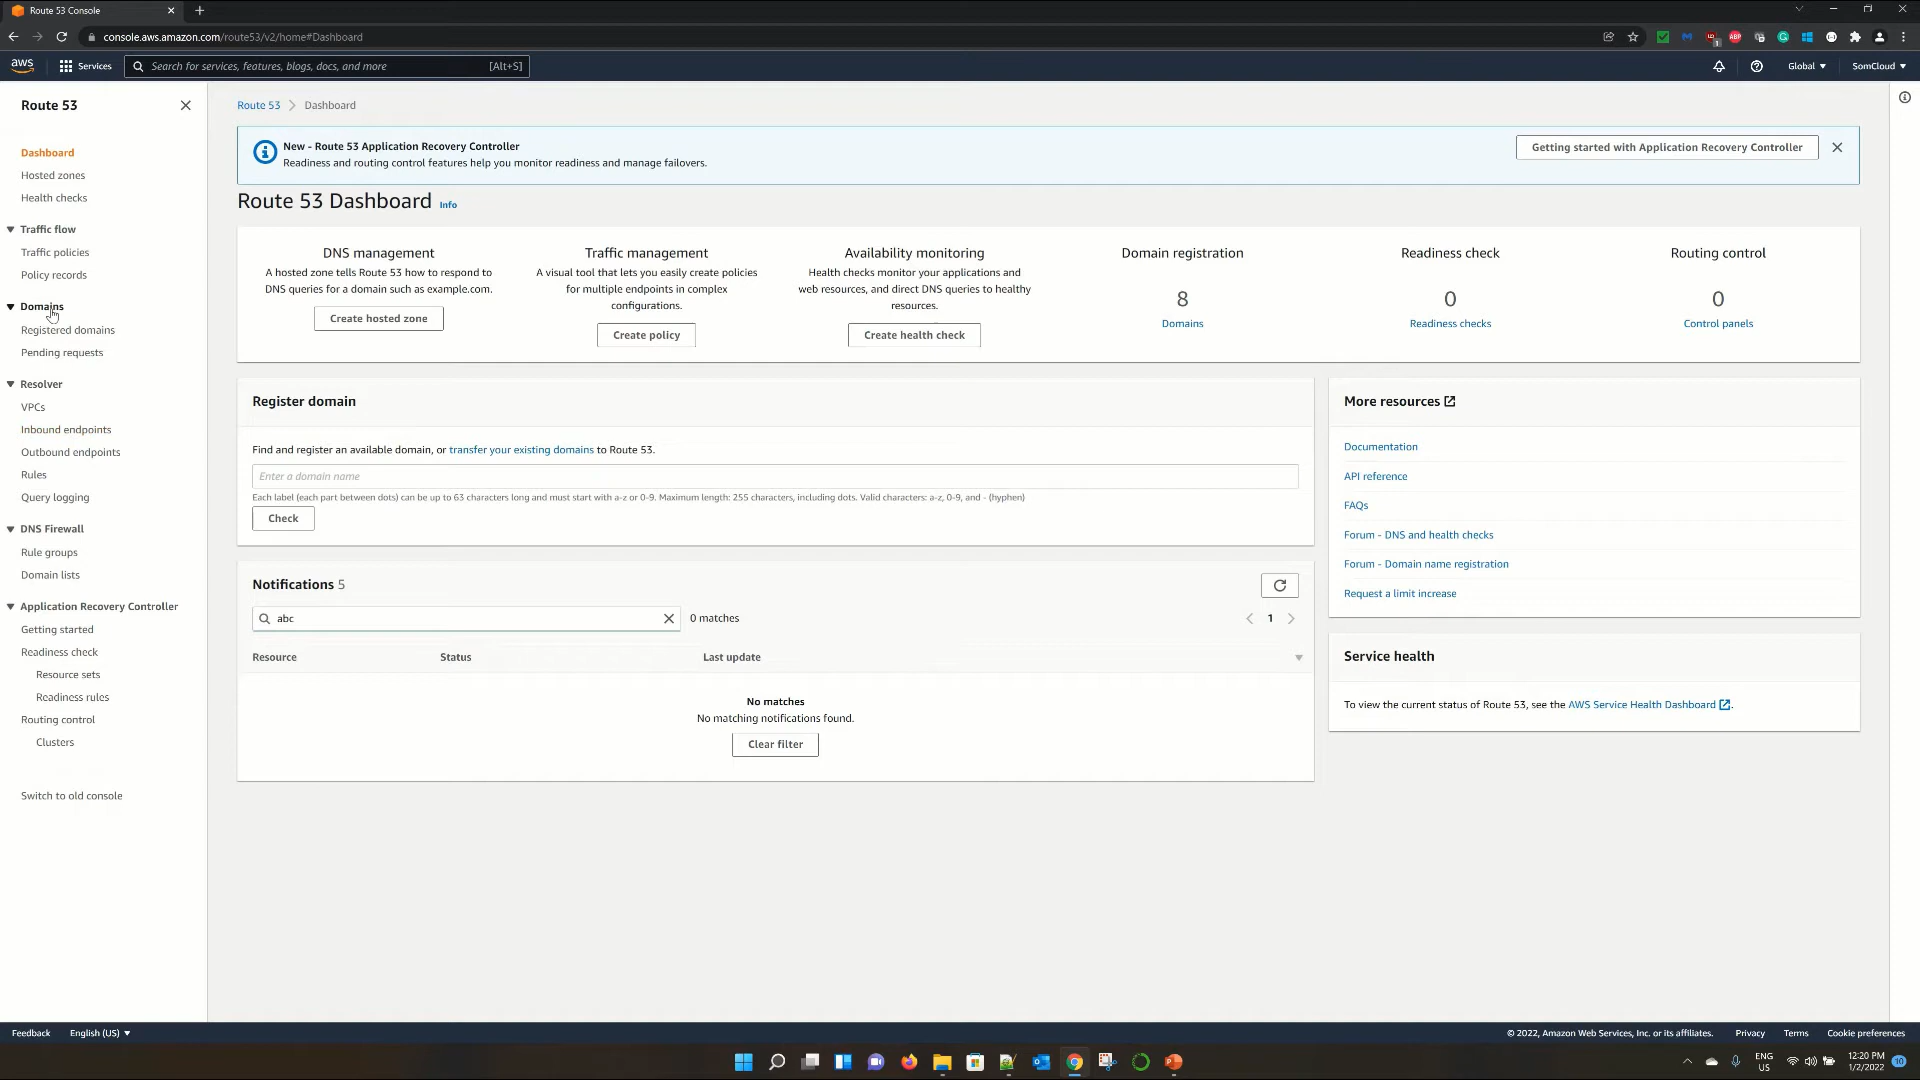 Route 53 Console
console.aws.amazon.com/route53/v2/home#Dashboard
aws
Services
Search for services, features, blogs, docs, and more
[Alt+S]
Global
SomCloud
Route 53
Dashboard
Hosted zones
Health checks
Traffic flow
Traffic policies
Policy records
Domains
Registered domains
Pending requests
Resolver
VPCs
Inbound endpoints
Outbound endpoints
Rules
Query logging
DNS Firewall
Rule groups
Domain lists
Application Recovery Controller
Getting started
Readiness check
Resource sets
Readiness rules
Routing control
Clusters
Switch to old console
Route 53
Dashboard
New - Route 53 Application Recovery Controller
Readiness and routing control features help you monitor readiness and manage failovers.
Getting started with Application Recovery Controller
Route 53 Dashboard Info
DNS management
A hosted zone tells Route 53 how to respond to
DNS queries for a domain such as example.com.
Create hosted zone
Traffic management
A visual tool that lets you easily create policies
for multiple endpoints in complex
configurations.
Create policy
Availability monitoring
Health checks monitor your applications and
web resources, and direct DNS queries to healthy
resources.
Create health check
Domain registration
8
Domains
Readiness check
0
Readiness checks
Routing control
0
Control panels
Register domain
Find and register an available domain, or transfer your existing domains to Route 53.
Enter a domain name
Each label (each part between dots) can be up to 63 characters long and must start with a-z or 0-9. Maximum length: 255 characters, including dots. Valid characters: a-z, 0-9, and - (hyphen)
Check
Notifications 5
abc
0 matches
1
Resource
Status
Last update
No matches
No matching notifications found.
Clear filter
More resources
Documentation
API reference
FAQs
Forum - DNS and health checks
Forum - Domain name registration
Request a limit increase
Service health
To view the current status of Route 53, see the AWS Service Health Dashboard .
Feedback
English (US)
© 2022, Amazon Web Services, Inc. or its affiliates.
Privacy
Terms
Cookie preferences
ENG
US
12:20 PM
1/2/2022
10